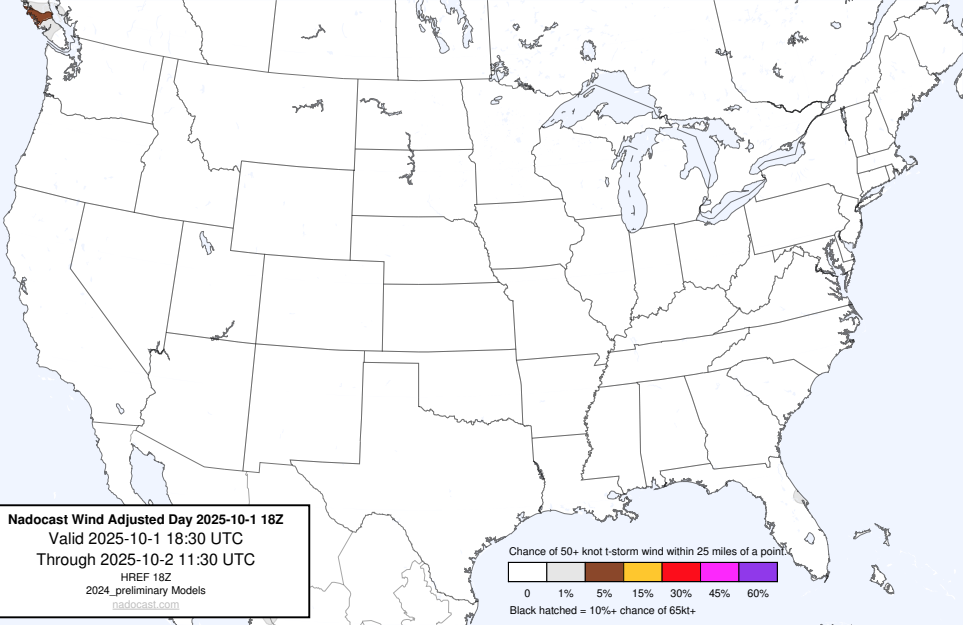 Nadocast Wind Adjusted Day 2025-10-1 18Z
Valid 2025-10-1 18:30 UTC
Through 2025-10-2 11:30 UTC
HREF 18Z
2024_preliminary Models
nadocast.com
Chance of 50+ knot t-storm wind within 25 miles of a point.
0 1% 5% 15% 30% 45% 60%
Black hatched = 10%+ chance of 65kt+